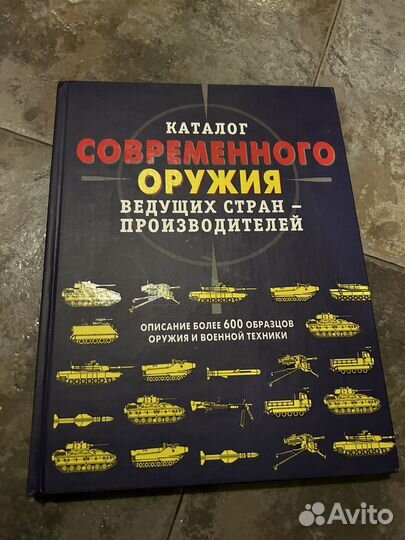 КАТАЛОГ
СОВРЕМЕННОГО
ОРУЖИЯ
ВЕДУЩИХ СТРАН –
ПРОИЗВОДИТЕЛЕЙ
ОПИСАНИЕ БОЛЕЕ 600 ОБРАЗЦОВ
ОРУЖИЯ И ВОЕННОЙ ТЕХНИКИ
Avito